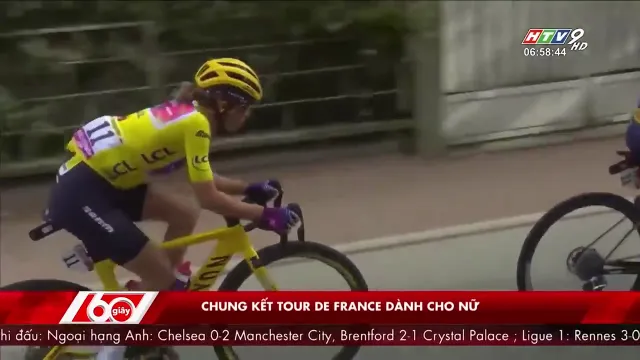 HTV9 HD
06:58:44
11
LCL LCL
LCL
SRAM
11
60 giây
CHUNG KẾT TOUR DE FRANCE DÀNH CHO NỮ
hi đấu: Ngoại hạng Anh: Chelsea 0-2 Manchester City, Brentford 2-1 Crystal Palace ; Ligue 1: Rennes 3-0